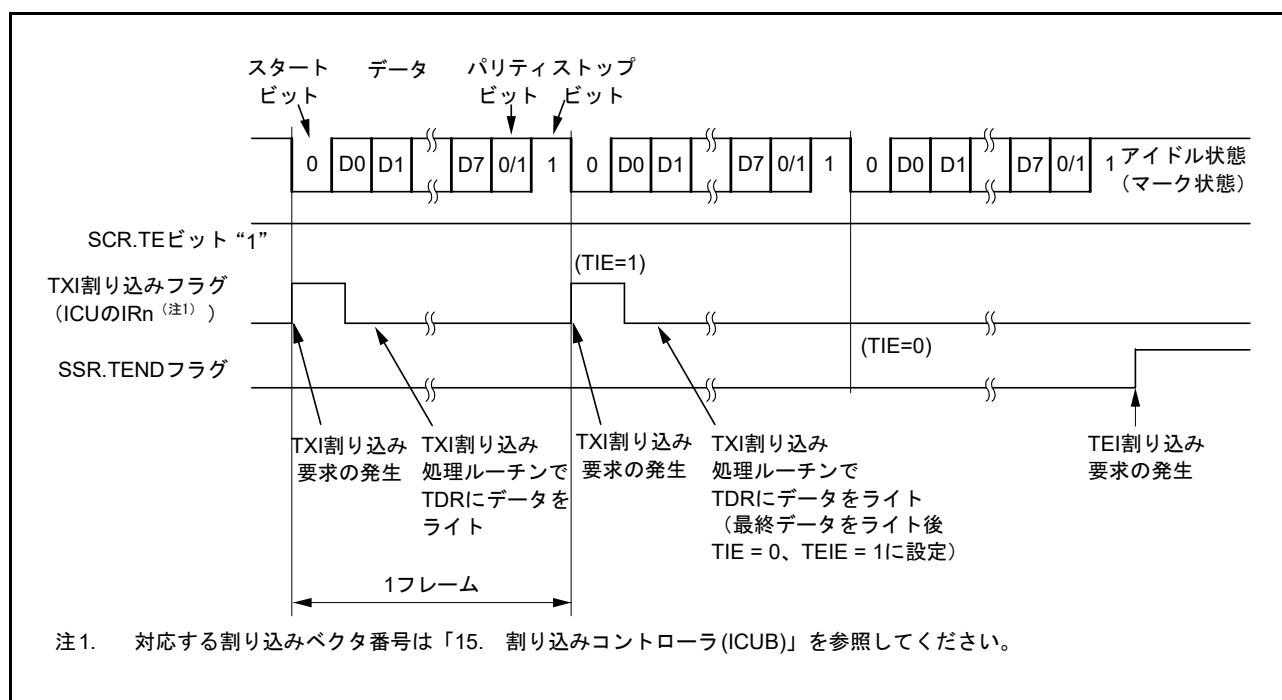 スタート
ビット
データ
パリティ
ビット
ストップ
ビット
0 D0 D1 D7 0/1 1 0 D0 D1 D7 0/1 1 0 D0 D1 D7 0/1 1
アイドル状態
(マーク状態)
SCR.TEビット “1”
TXI割り込みフラグ
(ICUのIRn (注1) )
(TIE=1)
(TIE=0)
SSR.TENDフラグ
TXI割り込み
要求の発生
TXI割り込み
処理ルーチンで
TDRにデータを
ライト
TXI割り込み
要求の発生
TXI割り込み
処理ルーチンで
TDRにデータをライト
(最終データをライト後
TIE = 0、TEIE = 1に設定)
TEI割り込み
要求の発生
1フレーム
注1. 対応する割り込みベクタ番号は「15. 割り込みコントローラ(ICUB)」を参照してください。